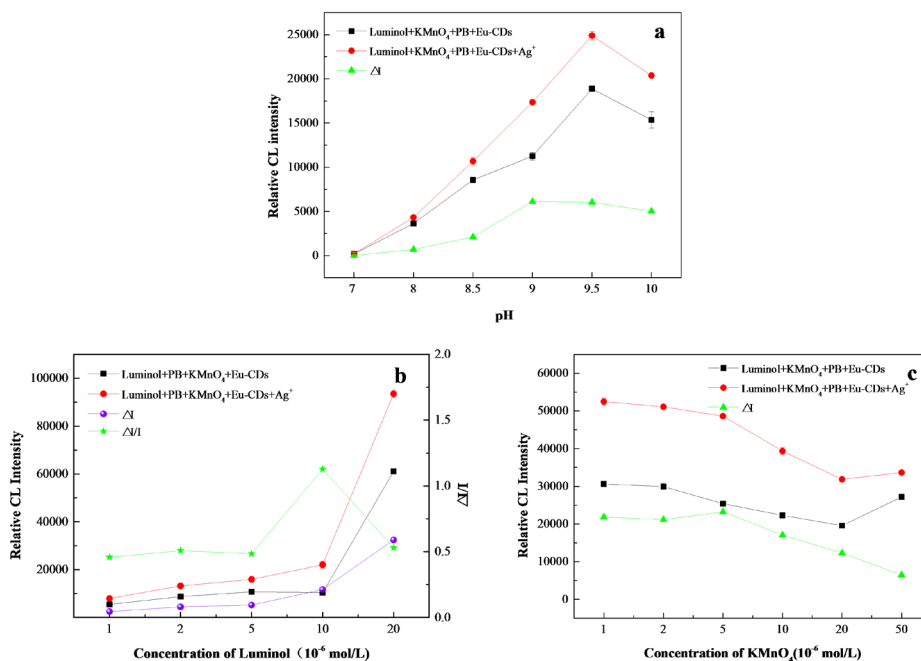 a
Luminol+KMnO₄+PB+Eu-CDs
Luminol+KMnO₄+PB+Eu-CDs+Ag⁺
△I
Relative CL intensity
25000
20000
15000
10000
5000
0
7 8 8.5 9 9.5 10
pH
b
Luminol+PB+KMnO₄+Eu-CDs
Luminol+PB+KMnO₄+Eu-CDs+Ag⁺
△I
△I/I
Relative CL Intensity
100000
80000
60000
40000
20000
2.0
1.5
1.0
0.5
0.0
△I/I
1 2 5 10 20
Concentration of Luminol（10⁻⁶ mol/L)
c
Luminol+KMnO₄+PB+Eu-CDs
Luminol+KMnO₄+PB+Eu-CDs+Ag⁺
△I
Relative CL Intensity
60000
50000
40000
30000
20000
10000
0
1 2 5 10 20 50
Concentration of KMnO₄(10⁻⁶ mol/L)